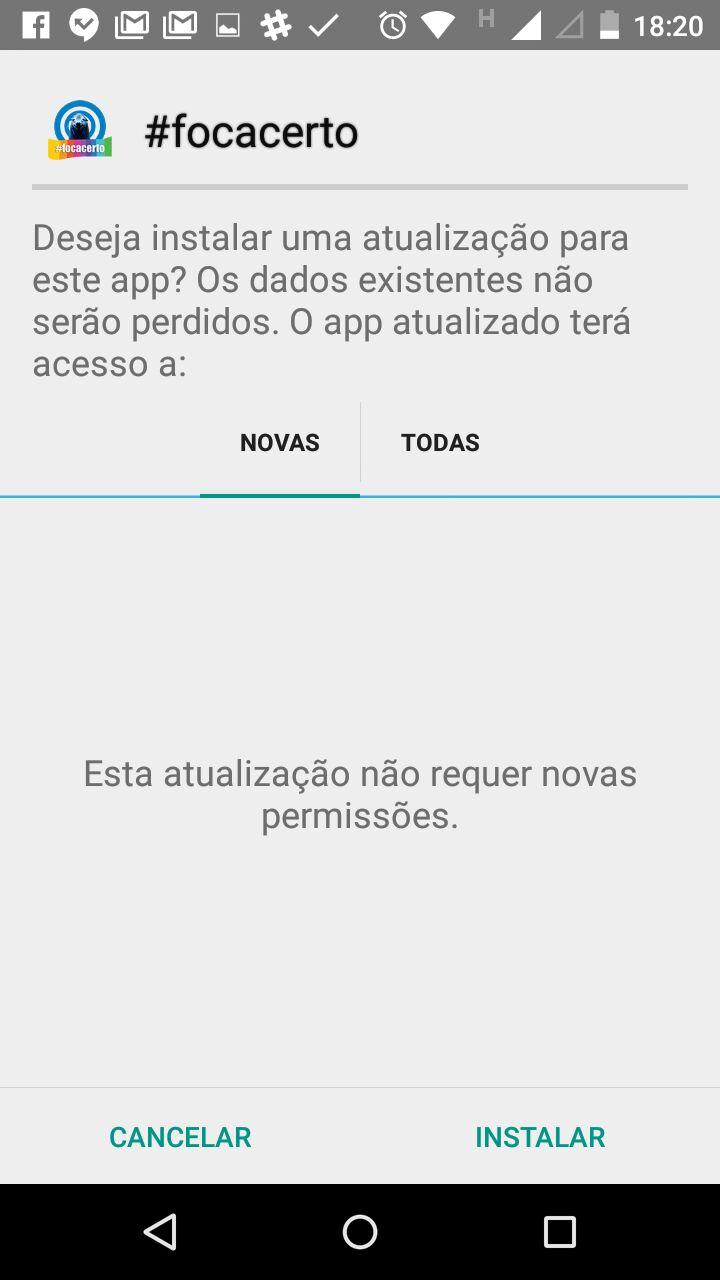 H 18:20
#focacerto
#focacerto
Deseja instalar uma atualização para
este app? Os dados existentes não
serão perdidos. O app atualizado terá
acesso a:
NOVAS TODAS
Esta atualização não requer novas
permissões.
CANCELAR INSTALAR